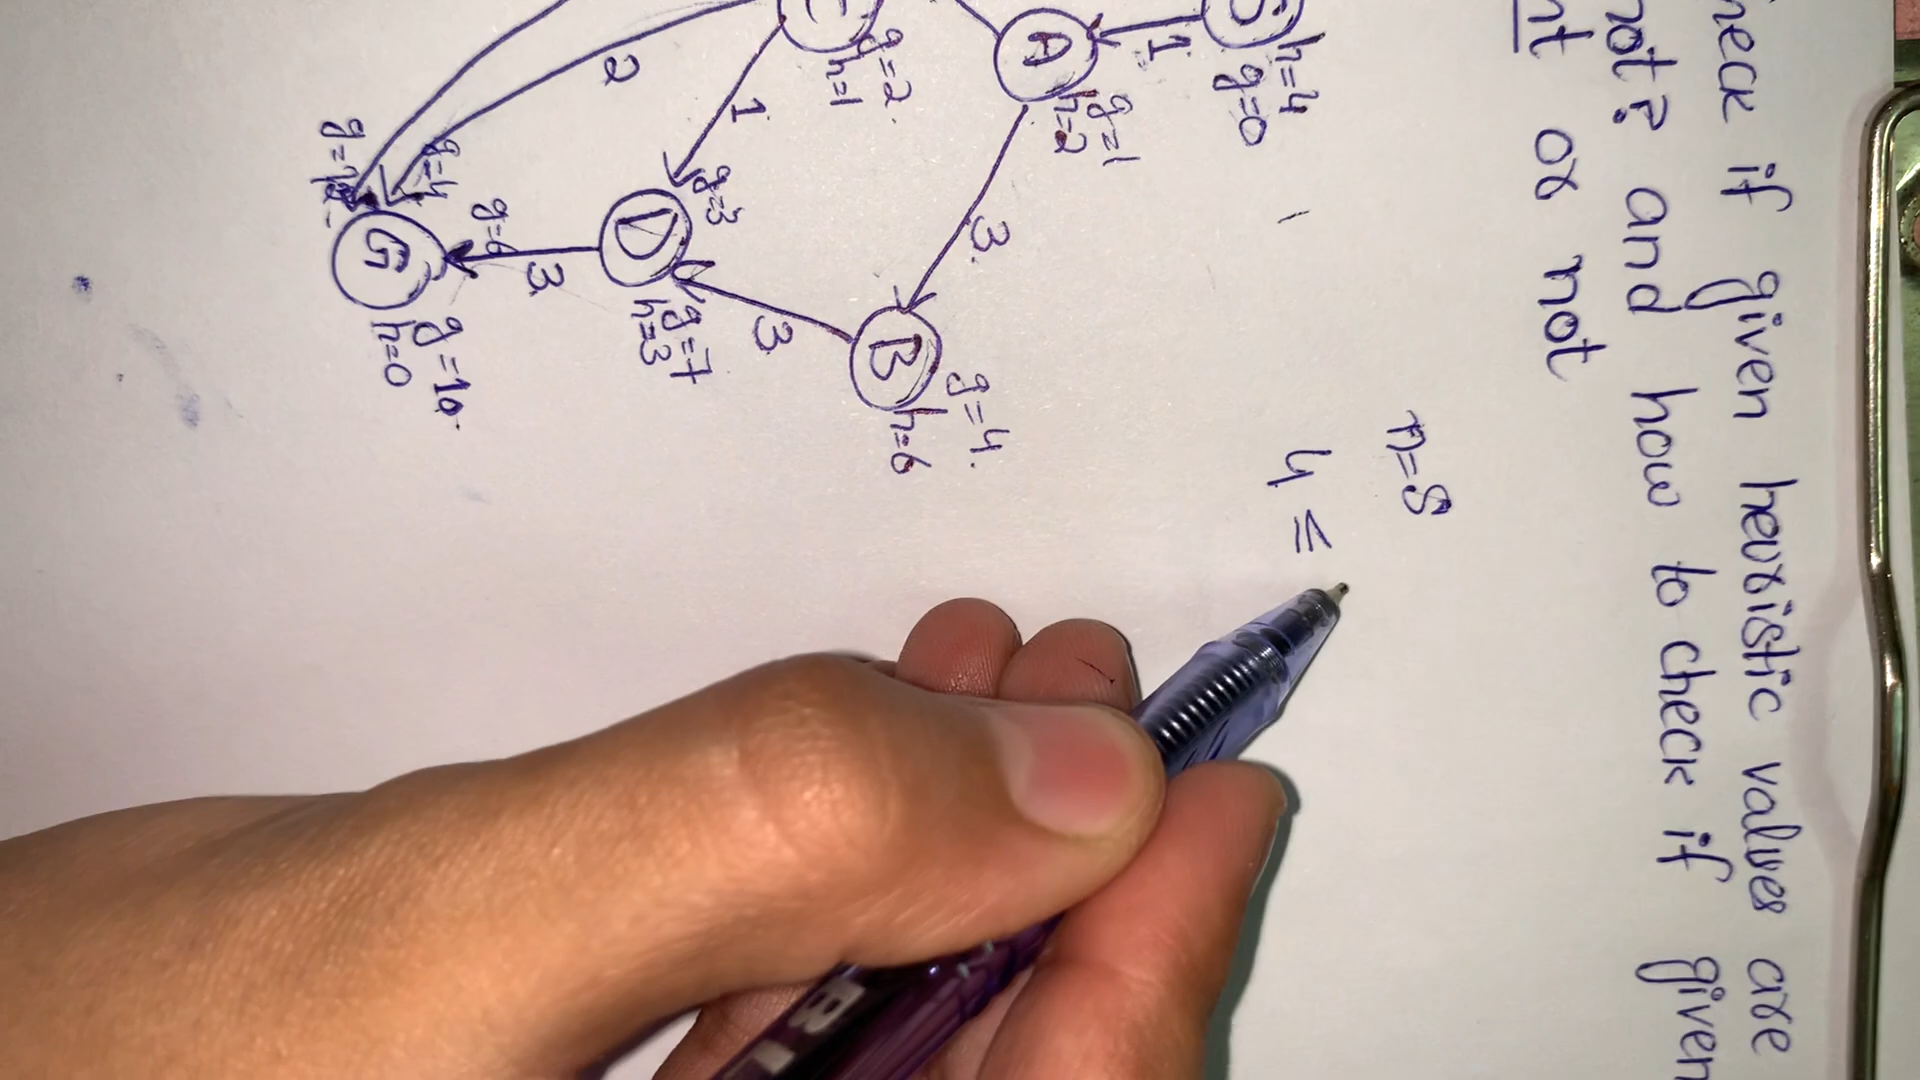 heck if given heuristic values are
not? and how to check if given
nt or not
n=S
4 ≤
S
h=4
g=0
1
A
g=1
h=2
3
B
g=4
h=6
g=2
h=1
1
2
3
D
g=3
g=7
h=3
3
g=6
g=4
G
g=10
h=0